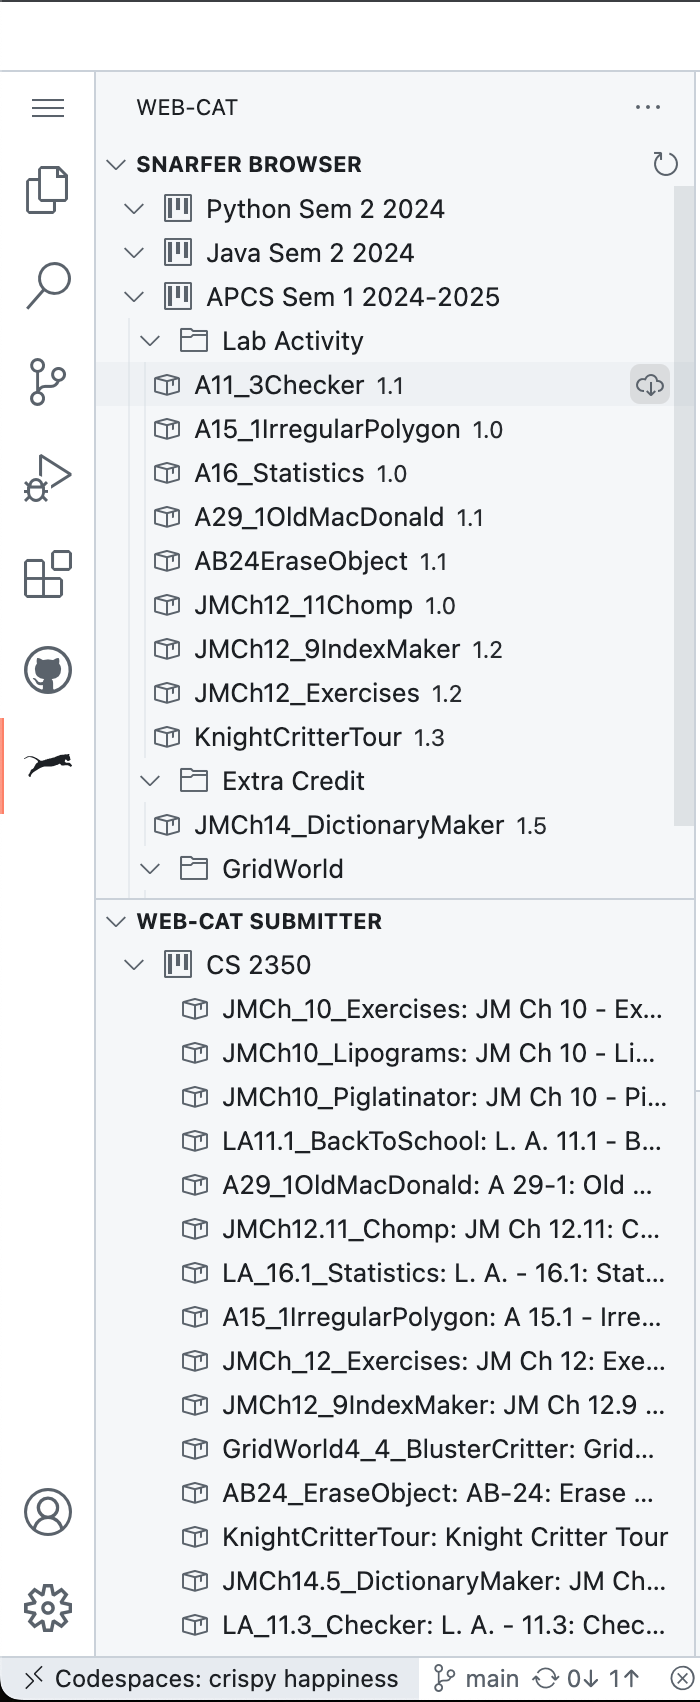 WEB-CAT
SNARFER BROWSER
Python Sem 2 2024
Java Sem 2 2024
APCS Sem 1 2024-2025
Lab Activity
A11_3Checker 1.1
A15_1IrregularPolygon 1.0
A16_Statistics 1.0
A29_1OldMacDonald 1.1
AB24EraseObject 1.1
JMCh12_11Chomp 1.0
JMCh12_9IndexMaker 1.2
JMCh12_Exercises 1.2
KnightCritterTour 1.3
Extra Credit
JMCh14_DictionaryMaker 1.5
GridWorld
WEB-CAT SUBMITTER
CS 2350
JMCh_10_Exercises: JM Ch 10 - Ex...
JMCh10_Lipograms: JM Ch 10 - Li...
JMCh10_Piglatinator: JM Ch 10 - Pi...
LA11.1_BackToSchool: L. A. 11.1 - B...
A29_1OldMacDonald: A 29-1: Old ...
JMCh12.11_Chomp: JM Ch 12.11: C...
LA_16.1_Statistics: L. A. - 16.1: Stat...
A15_1IrregularPolygon: A 15.1 - Irre...
JMCh_12_Exercises: JM Ch 12: Exe...
JMCh12_9IndexMaker: JM Ch 12.9 ...
GridWorld4_4_BlusterCritter: Grid...
AB24_EraseObject: AB-24: Erase ...
KnightCritterTour: Knight Critter Tour
JMCh14.5_DictionaryMaker: JM Ch...
LA_11.3_Checker: L. A. - 11.3: Chec...
Codespaces: crispy happiness main 0↓ 1↑